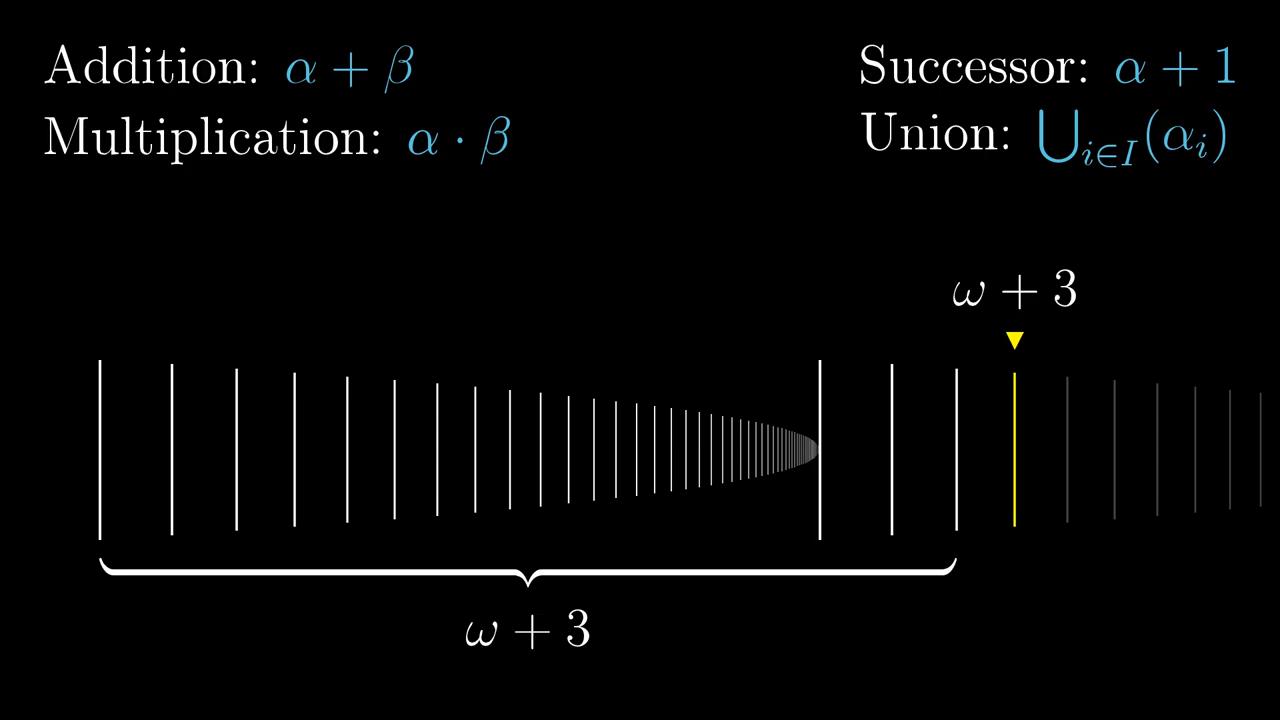 Addition: α + β
Multiplication: α · β
Successor: α + 1
Union: ⋃_{i∈I}(α_i)
ω + 3
ω + 3